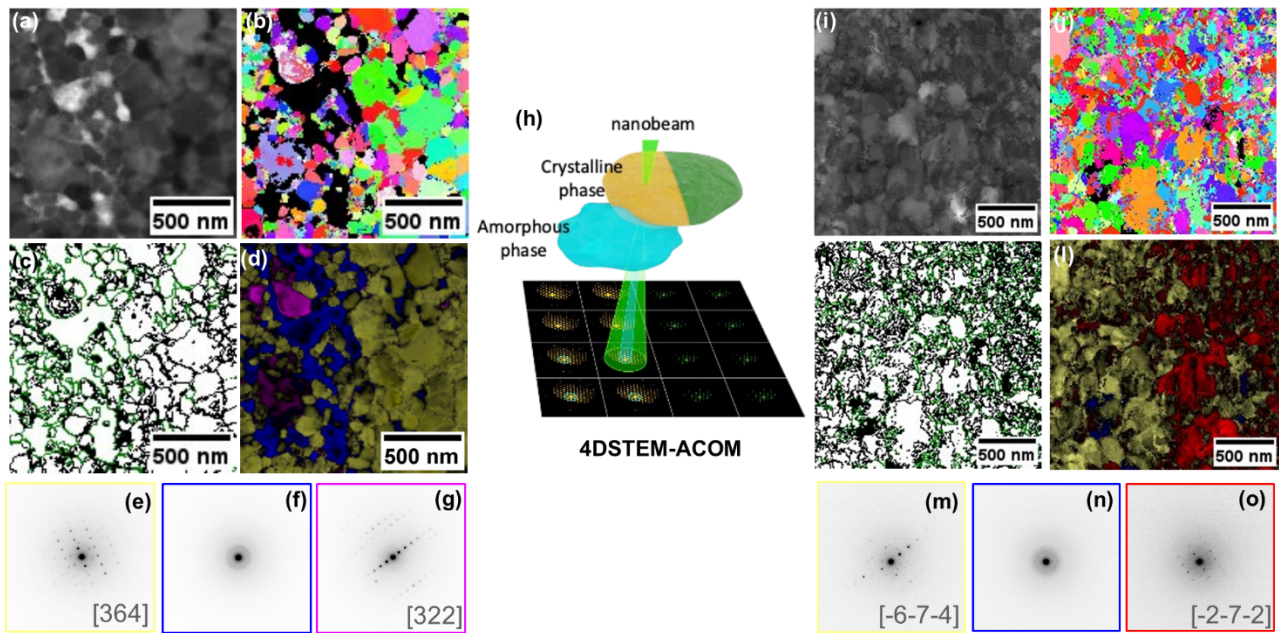 (a)
500 nm
(b)
500 nm
(c)
500 nm
(d)
500 nm
(e)
[364]
(f)
(g)
[322]
(h)
nanobeam
Crystalline
phase
Amorphous
phase
4DSTEM-ACOM
(i)
500 nm
(j)
500 nm
500 nm
(l)
500 nm
(m)
[-6-7-4]
(n)
(o)
[-2-7-2]